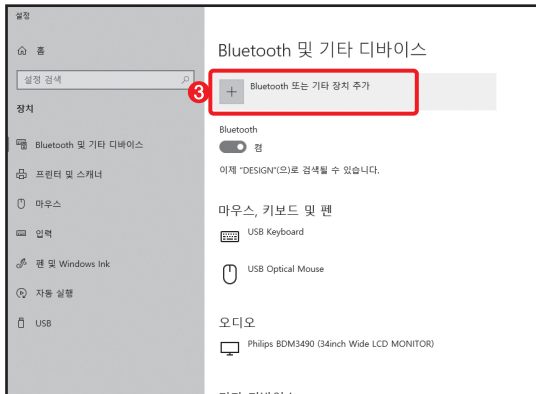 설정
홈
설정 검색
장치
Bluetooth 및 기타 디바이스
프린터 및 스캐너
마우스
입력
펜 및 Windows Ink
자동 실행
USB
Bluetooth 및 기타 디바이스
3
Bluetooth 또는 기타 장치 추가
Bluetooth
켬
이제 "DESIGN"(으)로 검색될 수 있습니다.
마우스, 키보드 및 펜
USB Keyboard
USB Optical Mouse
오디오
Philips BDM3490 (34inch Wide LCD MONITOR)